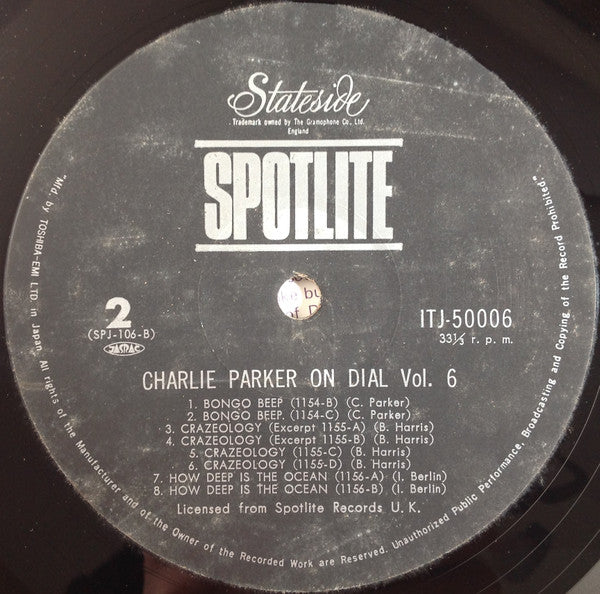 Stateside
Trademark owned by The Gramophone Co., Ltd.
England
SPOTLITE
2
(SPJ-106-B)
JASRAC
ITJ-50006
33⅓ r. p. m.
CHARLIE PARKER ON DIAL Vol. 6
1. BONGO BEEP (1154-B) (C. Parker)
2. BONGO BEEP (1154-C) (C. Parker)
3. CRAZEOLOGY (Excerpt 1155-A) (B. Harris)
4. CRAZEOLOGY (Excerpt 1155-B) (B. Harris)
5. CRAZEOLOGY (1155-C) (B. Harris)
6. CRAZEOLOGY (1155-D) (B. Harris)
7. HOW DEEP IS THE OCEAN (1156-A) (I. Berlin)
8. HOW DEEP IS THE OCEAN (1156-B) (I. Berlin)
Licensed from Spotlite Records U. K.
"Mfd. by TOSHIBA-EMI LTD in Japan. All rights of the Manufacturer and of the Owner of the Recorded Work are Reserved. Unauthorized Public Performance, Broadcasting and Copying of the Record Prohibited."